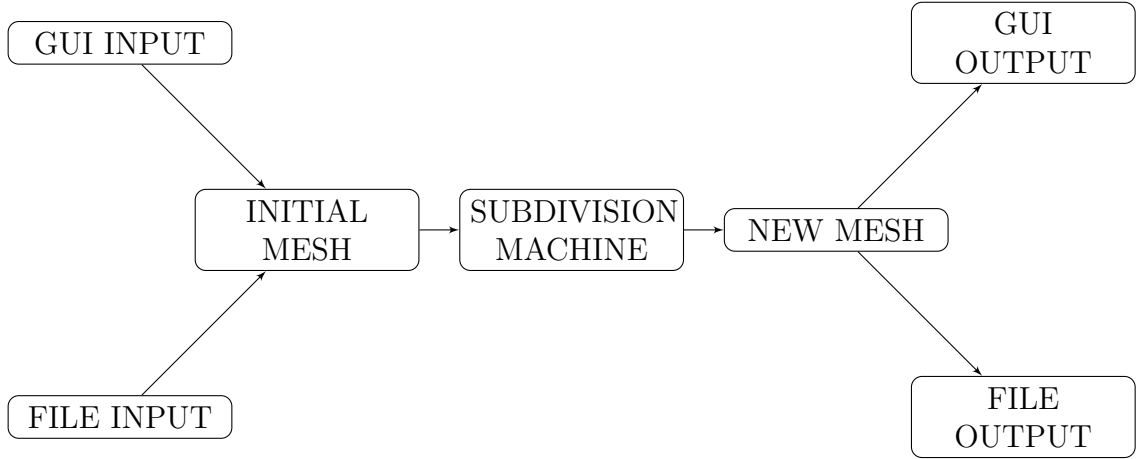 GUI INPUT
GUI
OUTPUT
INITIAL
MESH
SUBDIVISION
MACHINE
NEW MESH
FILE INPUT
FILE
OUTPUT